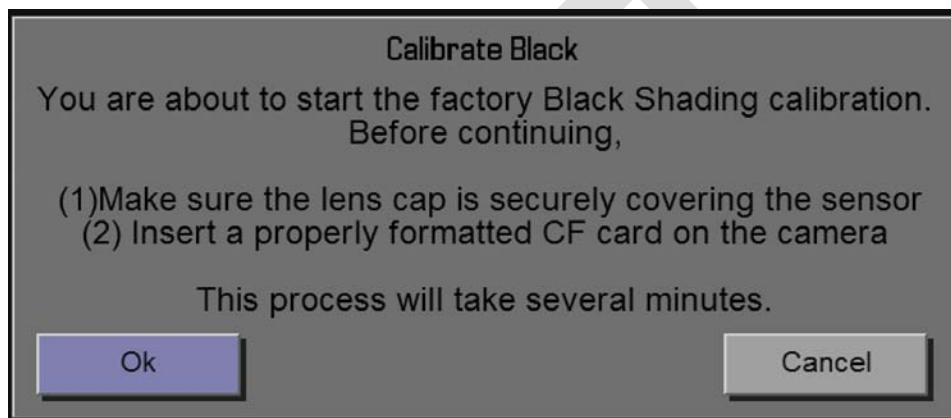 Calibrate Black
You are about to start the factory Black Shading calibration.
Before continuing,
(1)Make sure the lens cap is securely covering the sensor
(2) Insert a properly formatted CF card on the camera
This process will take several minutes.
Ok
Cancel